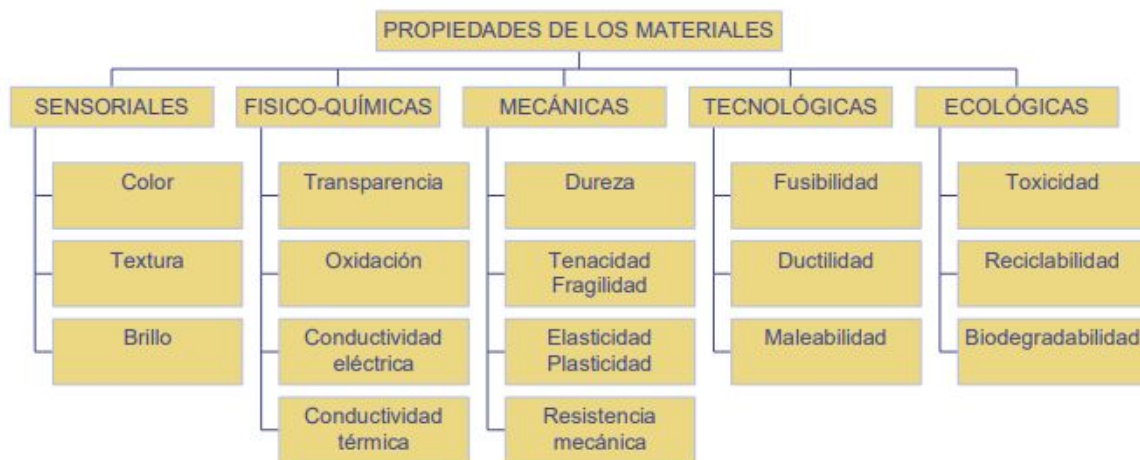 PROPIEDADES DE LOS MATERIALES
SENSORIALES
FISICO-QUÍMICAS
MECÁNICAS
TECNOLÓGICAS
ECOLÓGICAS
Color
Transparencia
Dureza
Fusibilidad
Toxicidad
Textura
Oxidación
Tenacidad
Fragilidad
Ductilidad
Reciclabilidad
Brillo
Conductividad
eléctrica
Elasticidad
Plasticidad
Maleabilidad
Biodegradabilidad
Conductividad
térmica
Resistencia
mecánica